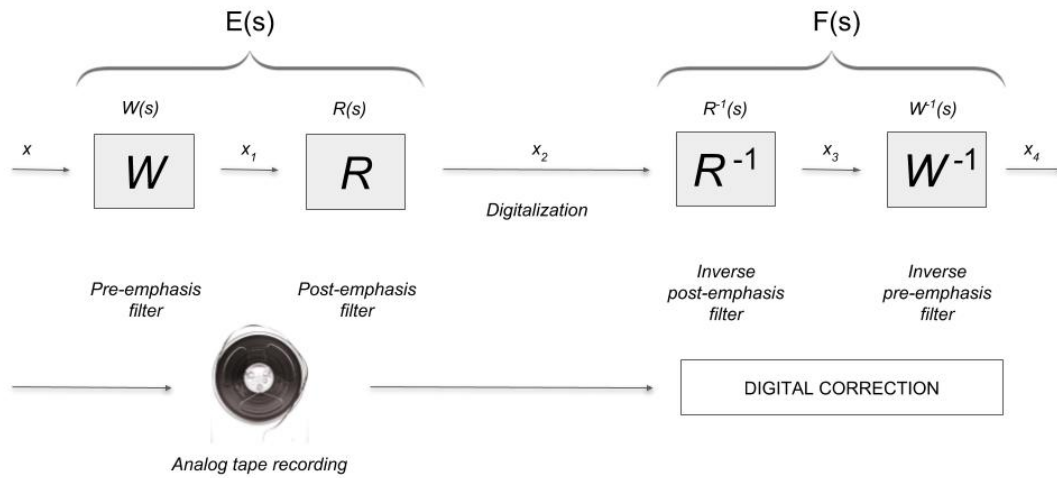 E(s) F(s)
W(s) R(s) R⁻¹(s) W⁻¹(s)
x W x₁ R x₂ R⁻¹ x₃ W⁻¹ x₄
Digitalization
Pre-emphasis
filter
Post-emphasis
filter
Inverse
post-emphasis
filter
Inverse
pre-emphasis
filter
DIGITAL CORRECTION
Analog tape recording